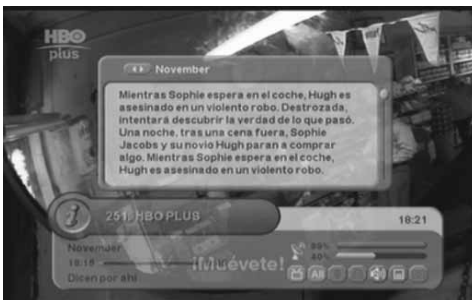 HBO
plus
November
Mientras Sophie espera en el coche, Hugh es
asesinado en un violento robo. Destrozada,
intentará descubrir la verdad de lo que pasó.
Una noche, tras una cena fuera, Sophie
Jacobs y su novio Hugh paran a comprar
algo. Mientras Sophie espera en el coche,
Hugh es asesinado en un violento robo.
i
251. HBO PLUS
18:21
November
18:16
¡Muévete!
Dicen por ahí
All